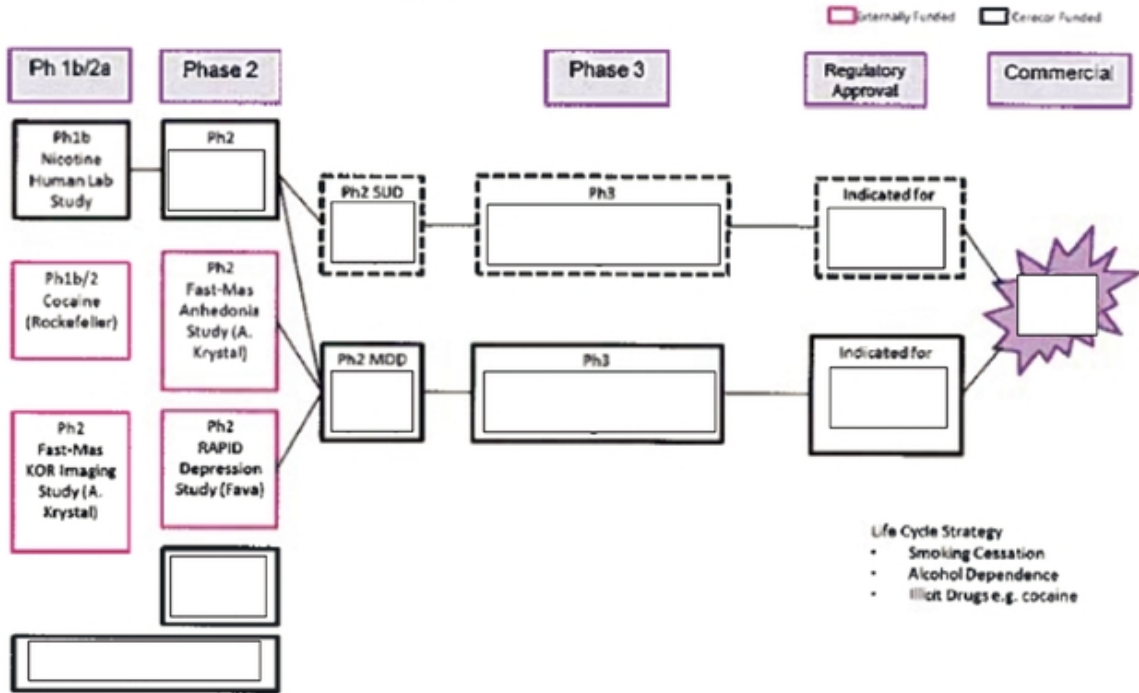 Externally Funded
Cerecor Funded
Ph 1b/2a
Phase 2
Phase 3
Regulatory
Approval
Commercial
Ph1b
Nicotine
Human Lab
Study
Ph2
Ph2 SUD
Ph3
Indicated for
Ph1b/2
Cocaine
(Rockefeller)
Ph2
Fast-Mas
Anhedonia
Study (A.
Krystal)
Ph2 MDD
Ph3
Indicated for
Ph2
Fast-Mas
KOR Imaging
Study (A.
Krystal)
Ph2
RAPID
Depression
Study (Fava)
Life Cycle Strategy
• Smoking Cessation
• Alcohol Dependence
• Illicit Drugs e.g. cocaine